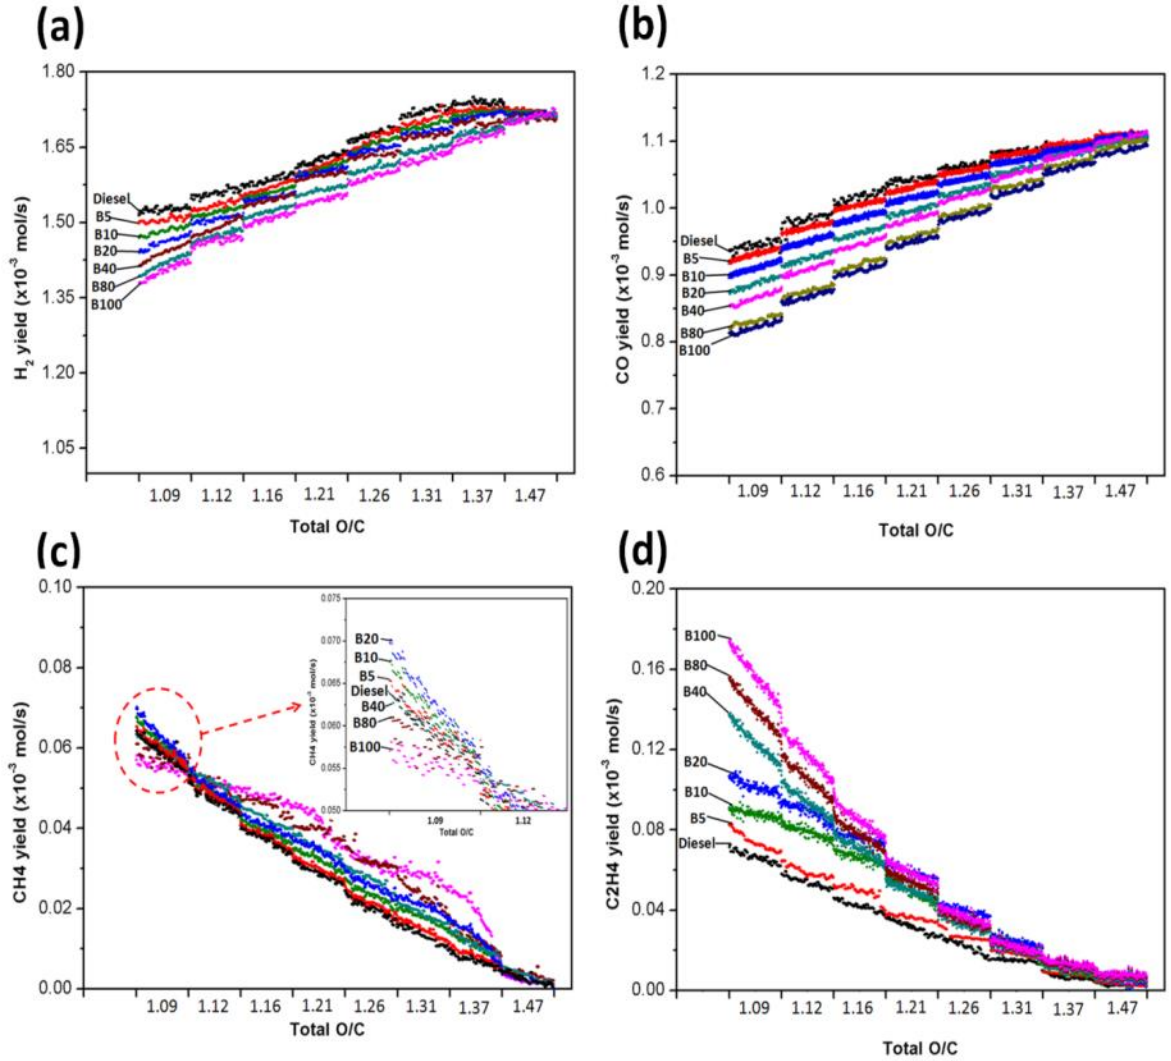 (a)
H2 yield (x10-3 mol/s)
1.80
1.65
1.50
1.35
1.20
1.05
Diesel
B5
B10
B20
B40
B80
B100
1.09 1.12 1.16 1.21 1.26 1.31 1.37 1.47
Total O/C
(b)
CO yield (x10-3 mol/s)
1.2
1.1
1.0
0.9
0.8
0.7
0.6
Diesel
B5
B10
B20
B40
B80
B100
1.09 1.12 1.16 1.21 1.26 1.31 1.37 1.47
Total O/C
(c)
CH4 yield (x10-3 mol/s)
0.10
0.08
0.06
0.04
0.02
0.00
CH4 yield (x10-3 mol/s)
0.075
0.070
0.065
0.060
0.055
0.050
B20
B10
B5
Diesel
B40
B80
B100
1.09 1.12
Total O/C
1.09 1.12 1.16 1.21 1.26 1.31 1.37 1.47
Total O/C
(d)
C2H4 yield (x10-3 mol/s)
0.20
0.16
0.12
0.08
0.04
0.00
B100
B80
B40
B20
B10
B5
Diesel
1.09 1.12 1.16 1.21 1.26 1.31 1.37 1.47
Total O/C